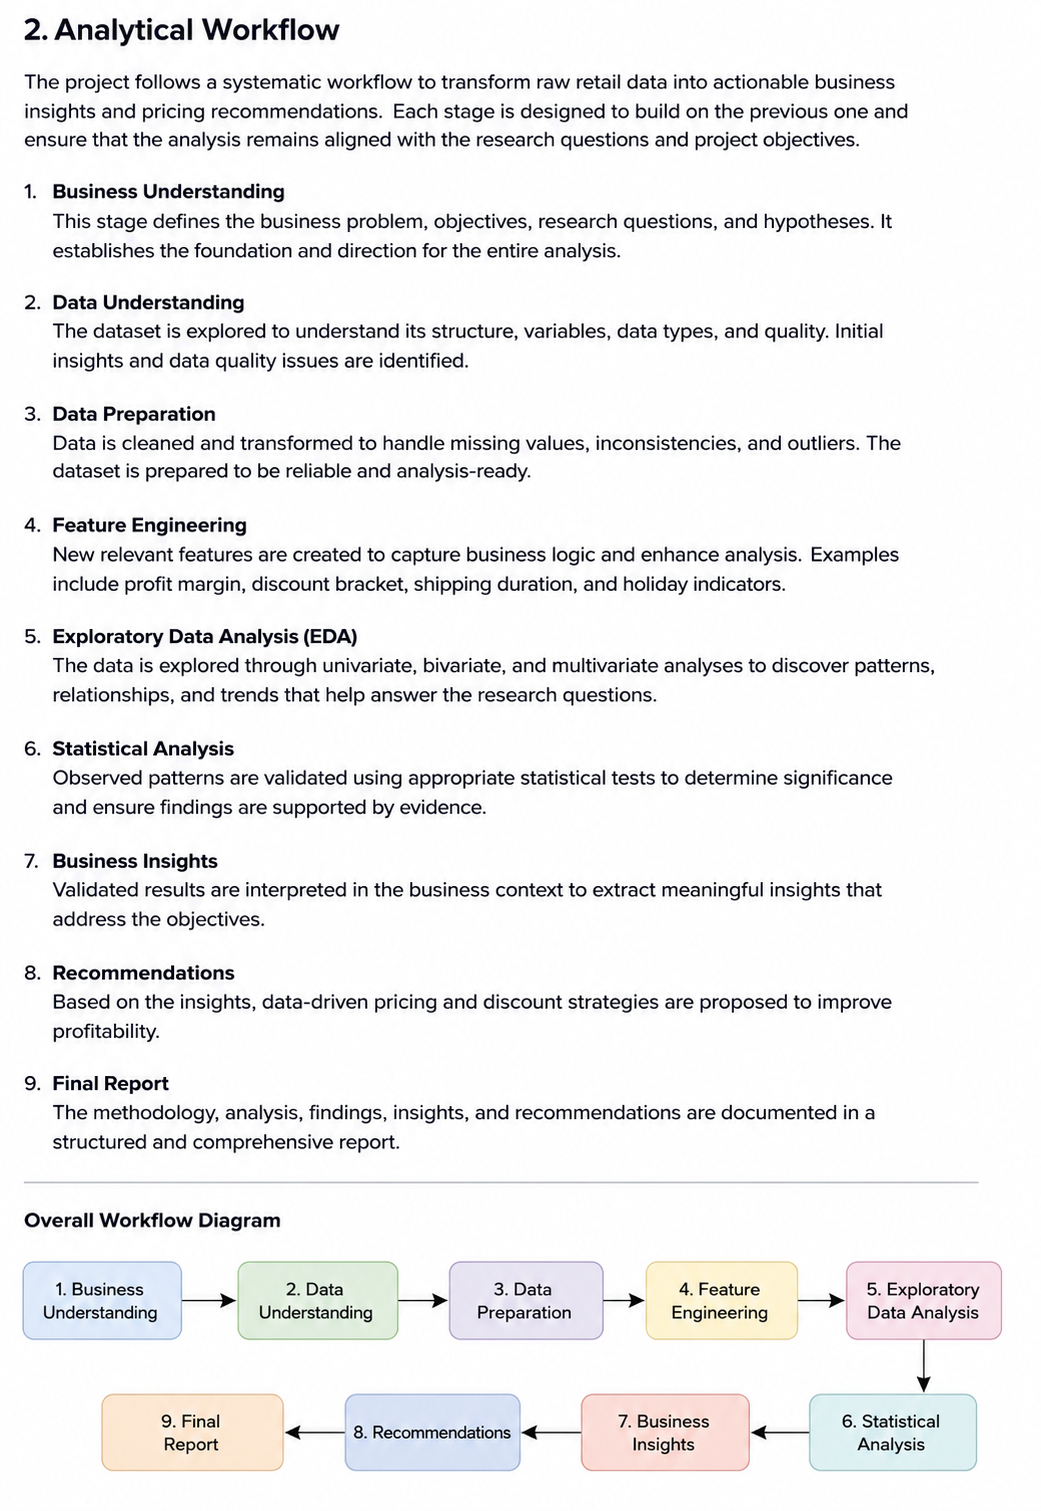 2. Analytical Workflow
The project follows a systematic workflow to transform raw retail data into actionable business
insights and pricing recommendations. Each stage is designed to build on the previous one and
ensure that the analysis remains aligned with the research questions and project objectives.
1. Business Understanding
This stage defines the business problem, objectives, research questions, and hypotheses. It
establishes the foundation and direction for the entire analysis.
2. Data Understanding
The dataset is explored to understand its structure, variables, data types, and quality. Initial
insights and data quality issues are identified.
3. Data Preparation
Data is cleaned and transformed to handle missing values, inconsistencies, and outliers. The
dataset is prepared to be reliable and analysis-ready.
4. Feature Engineering
New relevant features are created to capture business logic and enhance analysis. Examples
include profit margin, discount bracket, shipping duration, and holiday indicators.
5. Exploratory Data Analysis (EDA)
The data is explored through univariate, bivariate, and multivariate analyses to discover patterns,
relationships, and trends that help answer the research questions.
6. Statistical Analysis
Observed patterns are validated using appropriate statistical tests to determine significance
and ensure findings are supported by evidence.
7. Business Insights
Validated results are interpreted in the business context to extract meaningful insights that
address the objectives.
8. Recommendations
Based on the insights, data-driven pricing and discount strategies are proposed to improve
profitability.
9. Final Report
The methodology, analysis, findings, insights, and recommendations are documented in a
structured and comprehensive report.
Overall Workflow Diagram
1. Business
Understanding
2. Data
Understanding
3. Data
Preparation
4. Feature
Engineering
5. Exploratory
Data Analysis
6. Statistical
Analysis
7. Business
Insights
8. Recommendations
9. Final
Report